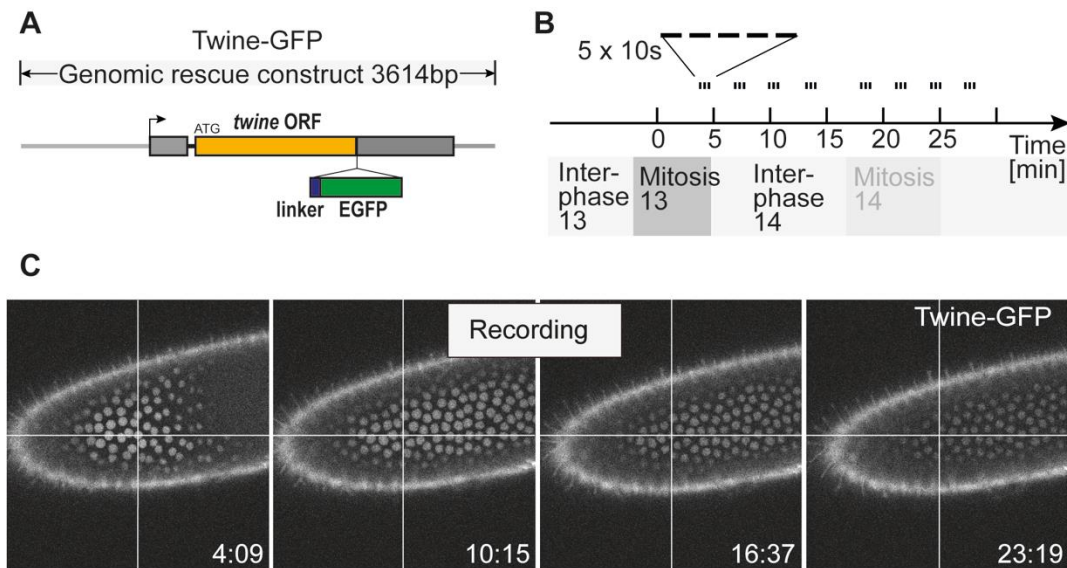 A
Twine-GFP
Genomic rescue construct 3614bp
ATG
twine ORF
linker
EGFP
B
5 x 10s
0 5 10 15 20 25
Time
[min]
Inter-
phase
13
Mitosis
13
Inter-
phase
14
Mitosis
14
C
Recording
Twine-GFP
4:09
10:15
16:37
23:19